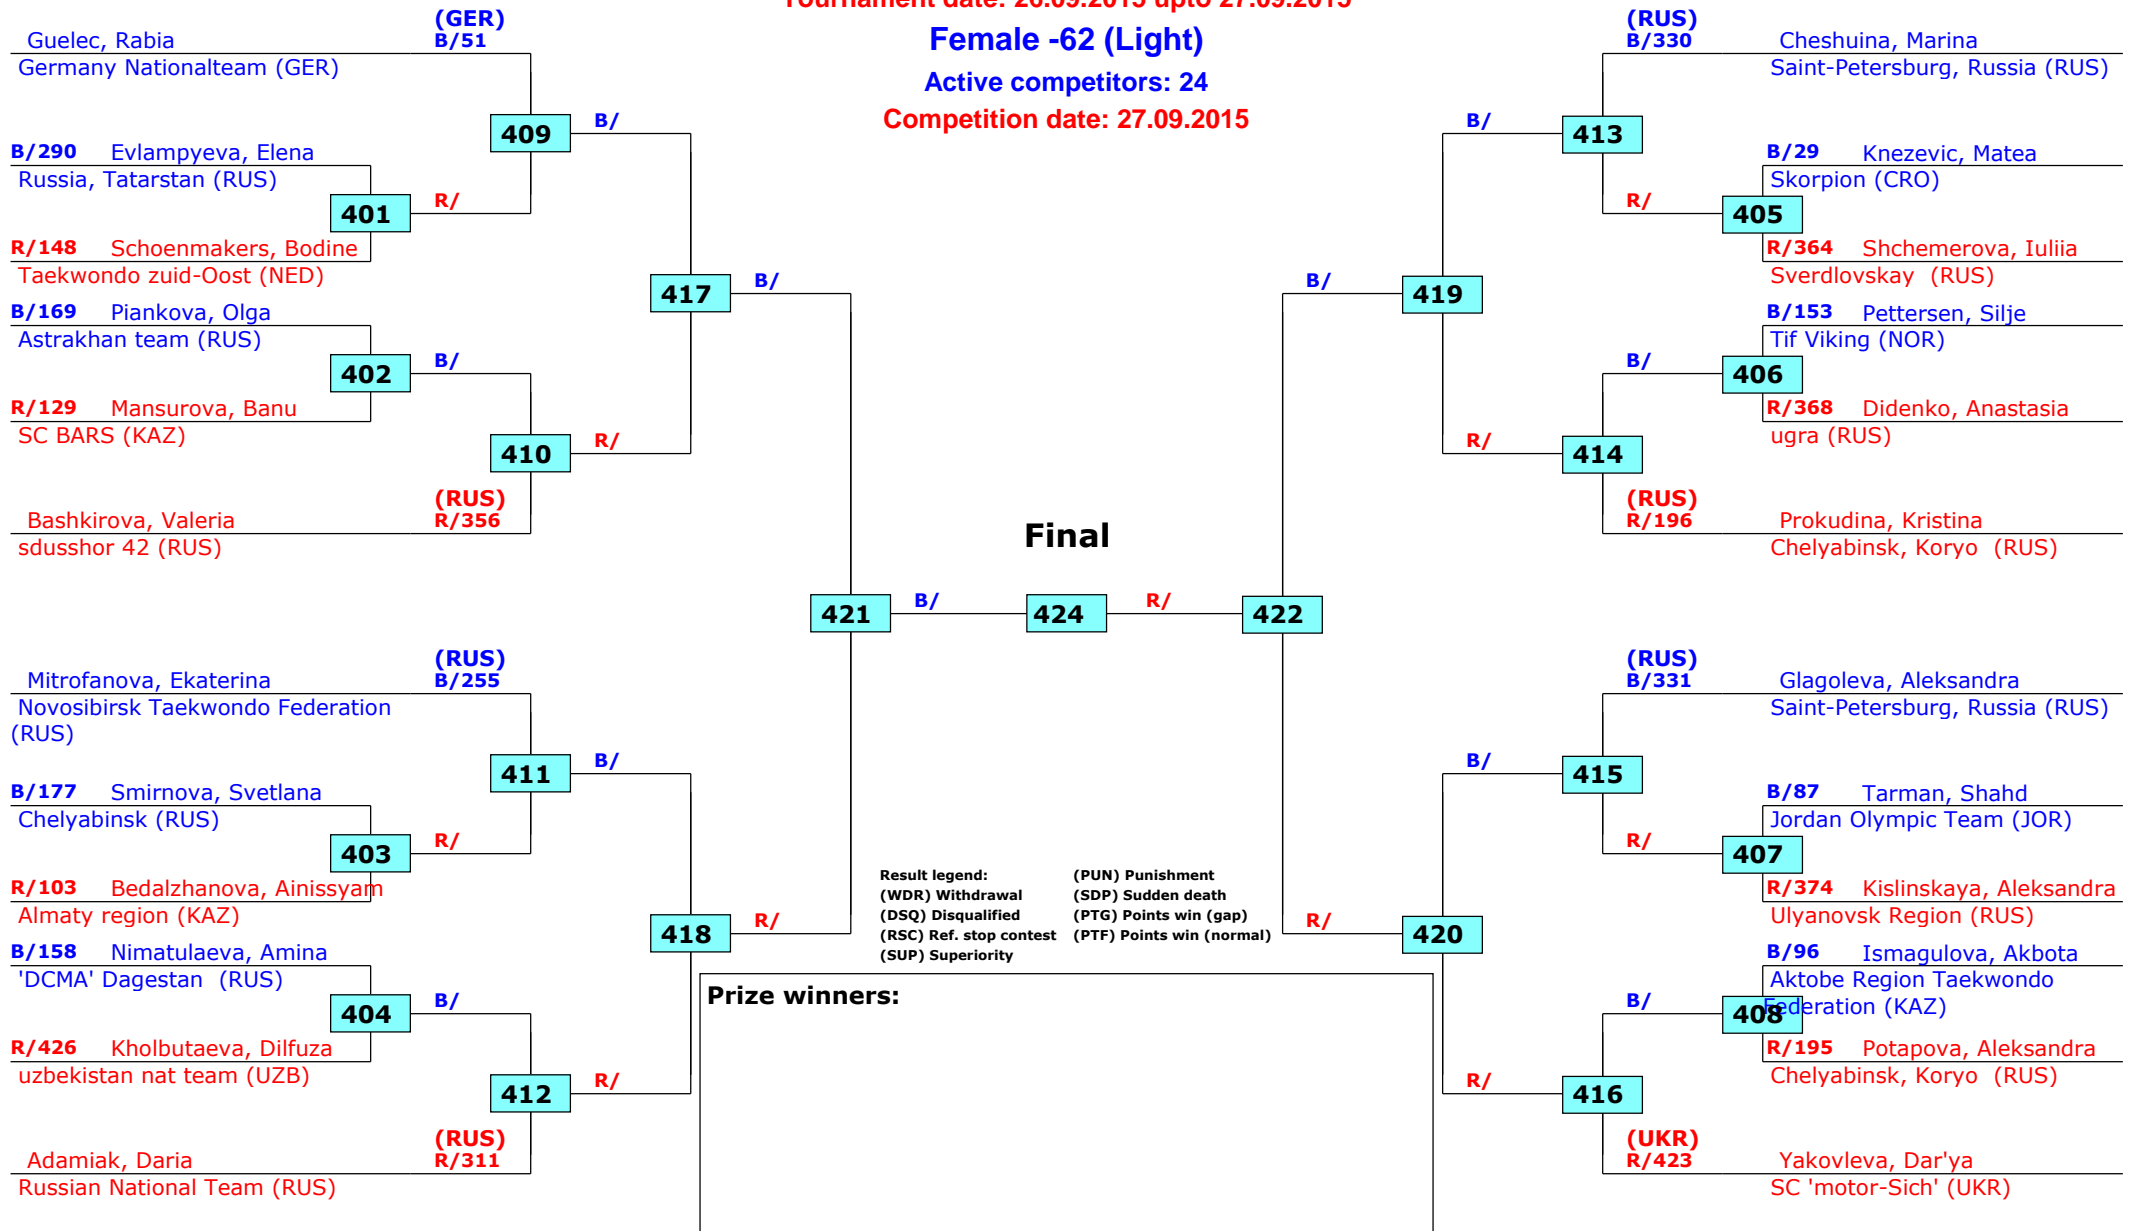 Tournament date: 26.09.2015 upto 27.09.2015
Female -62 (Light)
Active competitors: 24
Competition date: 27.09.2015
(GER)
Guelec, Rabia B/51
Germany Nationalteam (GER)
409
B/
B/290 Evlampyeva, Elena
Russia, Tatarstan (RUS)
401
R/
R/148 Schoenmakers, Bodine
Taekwondo zuid-Oost (NED)
417
B/
B/169 Piankova, Olga
Astrakhan team (RUS)
402
B/
R/129 Mansurova, Banu
SC BARS (KAZ)
410
R/
(RUS)
Bashkirova, Valeria R/356
sdusshor 42 (RUS)
421
B/
(RUS)
Mitrofanova, Ekaterina B/255
Novosibirsk Taekwondo Federation
(RUS)
411
B/
B/177 Smirnova, Svetlana
Chelyabinsk (RUS)
403
R/
R/103 Bedalzhanova, Ainissyam
Almaty region (KAZ)
418
R/
B/158 Nimatulaeva, Amina
'DCMA' Dagestan (RUS)
404
B/
R/426 Kholbutaeva, Dilfuza
uzbekistan nat team (UZB)
412
R/
(RUS)
Adamiak, Daria R/311
Russian National Team (RUS)
Final
424
R/
422
(RUS)
B/330 Cheshuina, Marina
Saint-Petersburg, Russia (RUS)
B/
413
B/29 Knezevic, Matea
Skorpion (CRO)
R/
405
R/364 Shchemerova, Iuliia
Sverdlovskay (RUS)
B/
419
B/153 Pettersen, Silje
Tif Viking (NOR)
B/
406
R/368 Didenko, Anastasia
ugra (RUS)
R/
414
(RUS)
R/196 Prokudina, Kristina
Chelyabinsk, Koryo (RUS)
(RUS)
B/331 Glagoleva, Aleksandra
Saint-Petersburg, Russia (RUS)
B/
415
B/87 Tarman, Shahd
Jordan Olympic Team (JOR)
R/
407
R/374 Kislinskaya, Aleksandra
Ulyanovsk Region (RUS)
R/
420
B/96 Ismagulova, Akbota
Aktobe Region Taekwondo
Federation (KAZ)
B/
408
R/195 Potapova, Aleksandra
Chelyabinsk, Koryo (RUS)
R/
416
(UKR)
R/423 Yakovleva, Dar'ya
SC 'motor-Sich' (UKR)
Result legend: (PUN) Punishment
(WDR) Withdrawal (SDP) Sudden death
(DSQ) Disqualified (PTG) Points win (gap)
(RSC) Ref. stop contest (PTF) Points win (normal)
(SUP) Superiority
Prize winners: